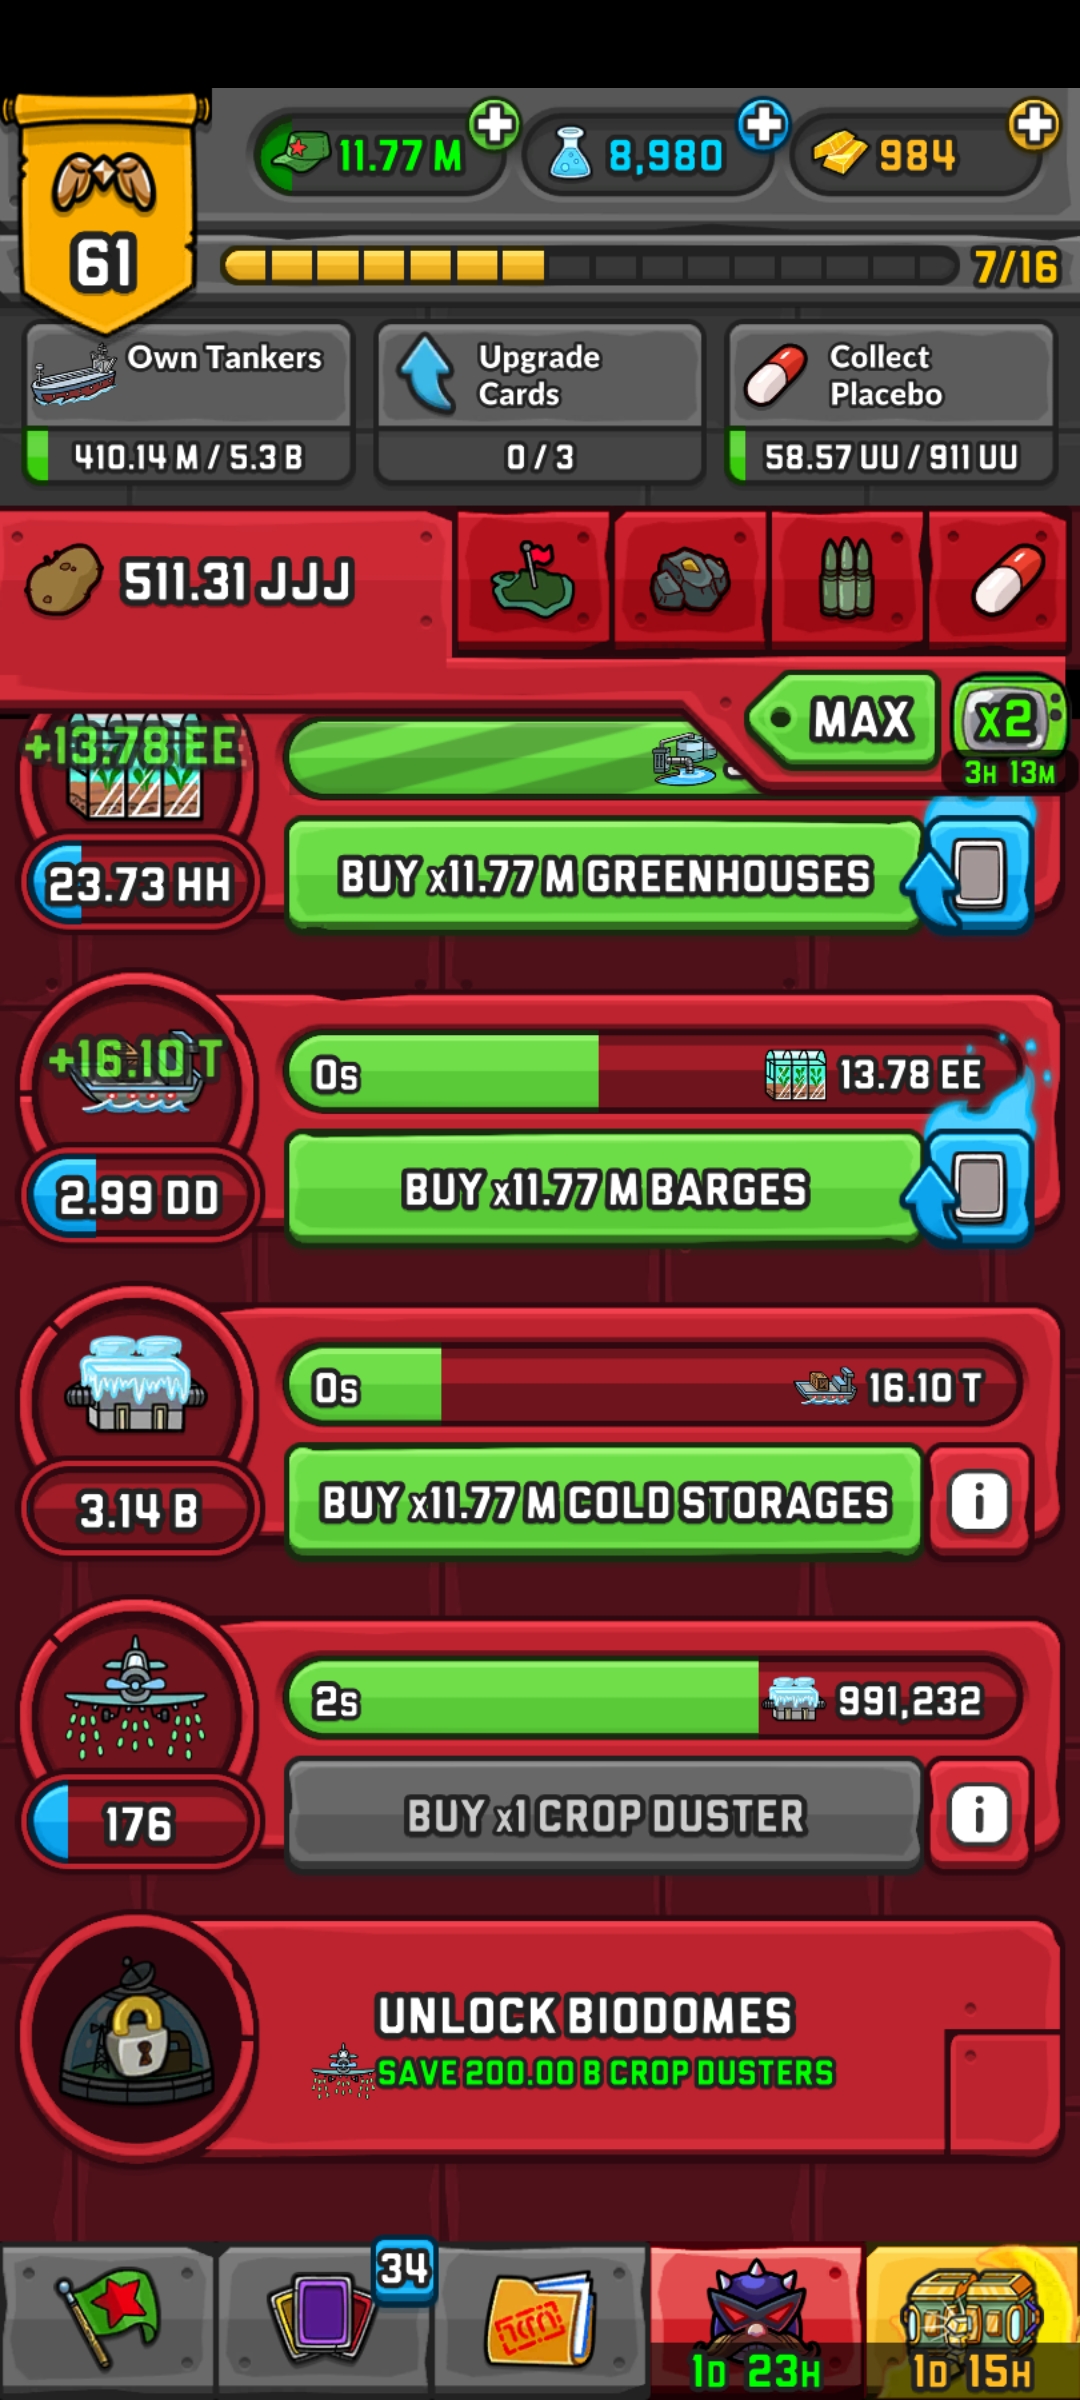 11.77 M
8,980
984
61
7/16
Own Tankers
410.14 M / 5.3 B
Upgrade
Cards
0 / 3
Collect
Placebo
58.57 UU / 911 UU
511.31 JJJ
MAX
x2
3H 13M
+13.78 EE
23.73 HH
BUY x11.77 M GREENHOUSES
+16.10 T
0s
13.78 EE
2.99 DD
BUY x11.77 M BARGES
0s
16.10 T
3.14 B
BUY x11.77 M COLD STORAGES
i
2s
991,232
176
BUY x1 CROP DUSTER
i
UNLOCK BIODOMES
SAVE 200.00 B CROP DUSTERS
34
1D 23H
1D 15H